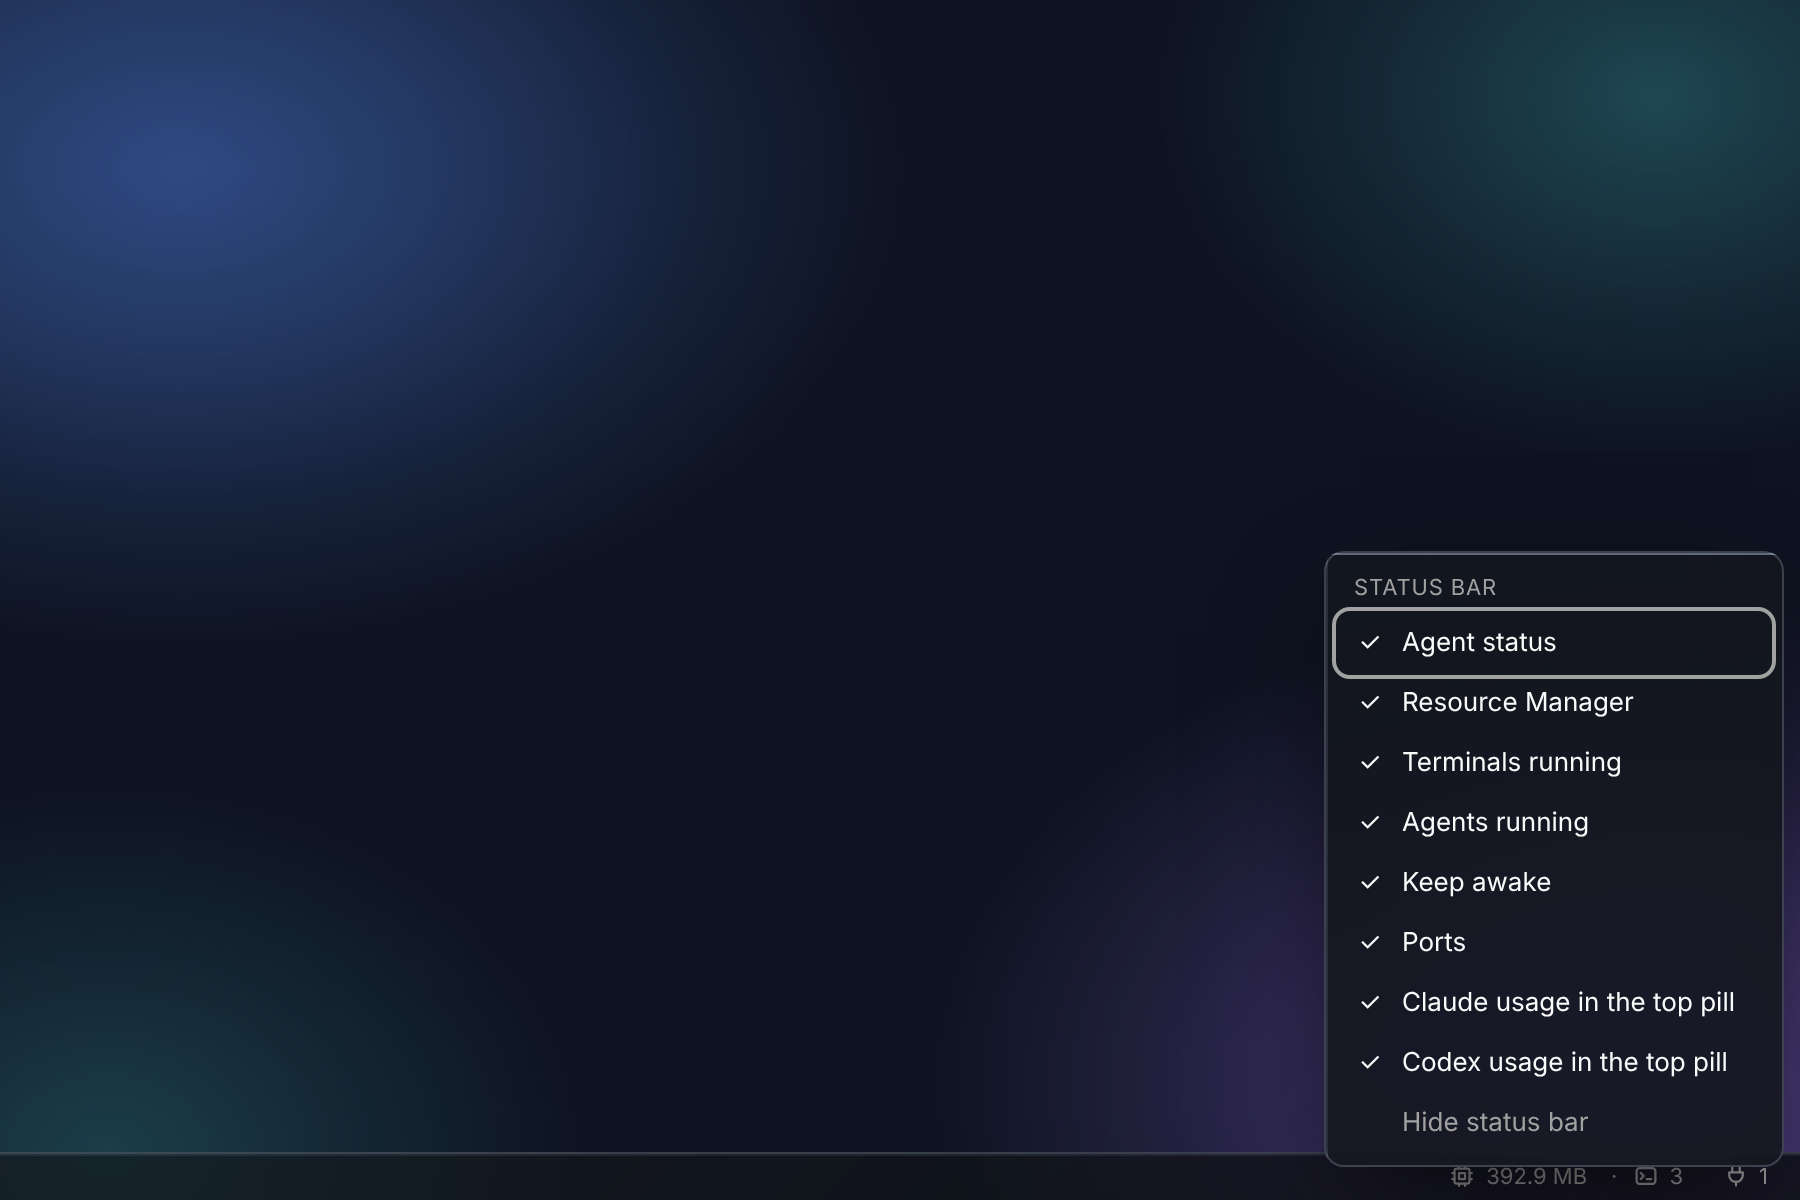 STATUS BAR
Agent status
Resource Manager
Terminals running
Agents running
Keep awake
Ports
Claude usage in the top pill
Codex usage in the top pill
Hide status bar
392.9 MB · 3 1